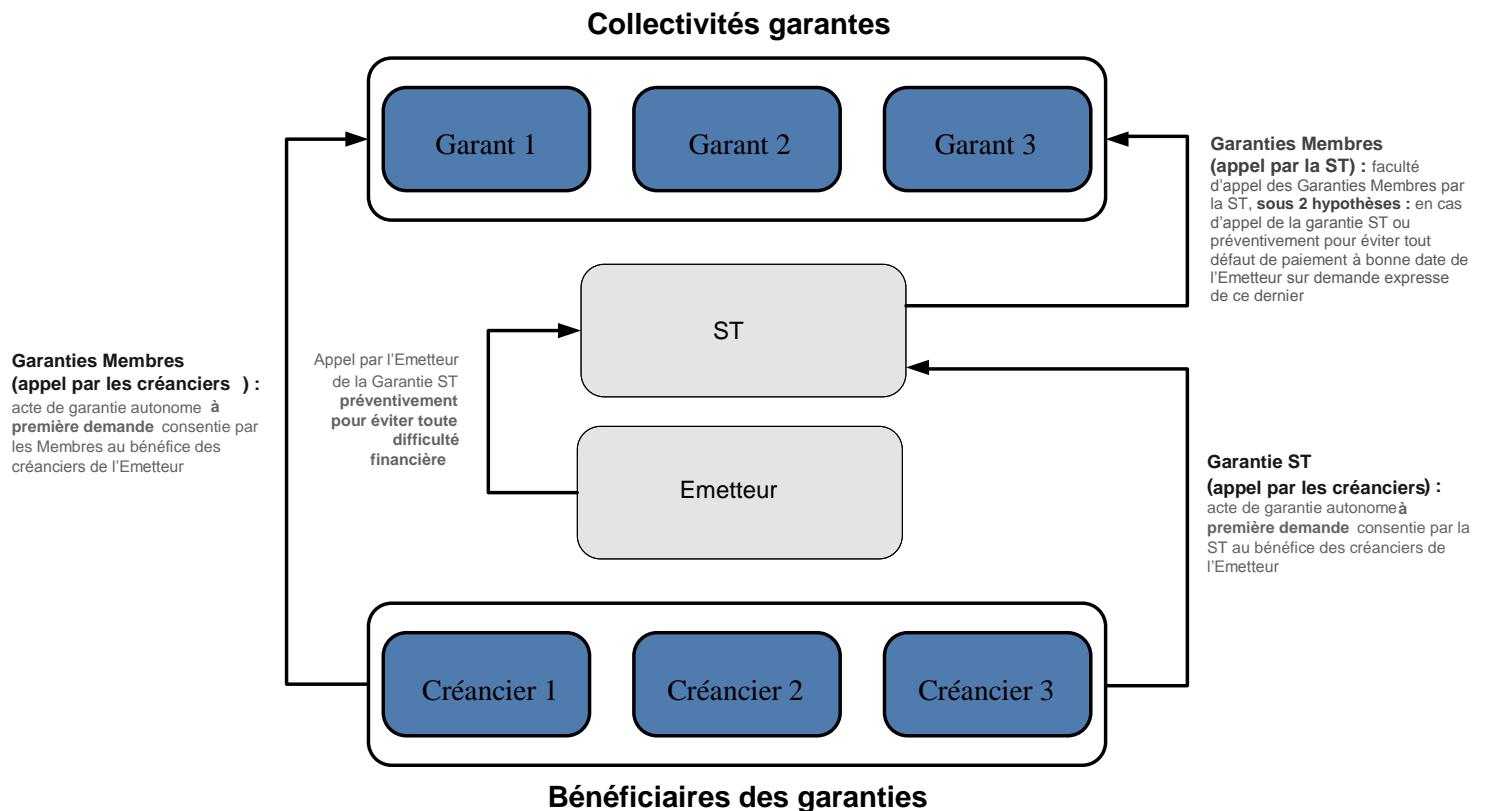 Collectivités garantes
Garant 1
Garant 2
Garant 3
Garanties Membres
(appel par la ST) : faculté
d’appel des Garanties Membres par
la ST, sous 2 hypothèses : en cas
d’appel de la garantie ST ou
préventivement pour éviter tout
défaut de paiement à bonne date de
l’Emetteur sur demande expresse
de ce dernier
ST
Garanties Membres
(appel par les créanciers ) :
acte de garantie autonome à
première demande consentie par
les Membres au bénéfice des
créanciers de l’Emetteur
Appel par l’Emetteur
de la Garantie ST
préventivement
pour éviter toute
difficulté
financière
Emetteur
Garantie ST
(appel par les créanciers) :
acte de garantie autonome à
première demande consentie par la
ST au bénéfice des créanciers de
l’Emetteur
Créancier 1
Créancier 2
Créancier 3
Bénéficiaires des garanties